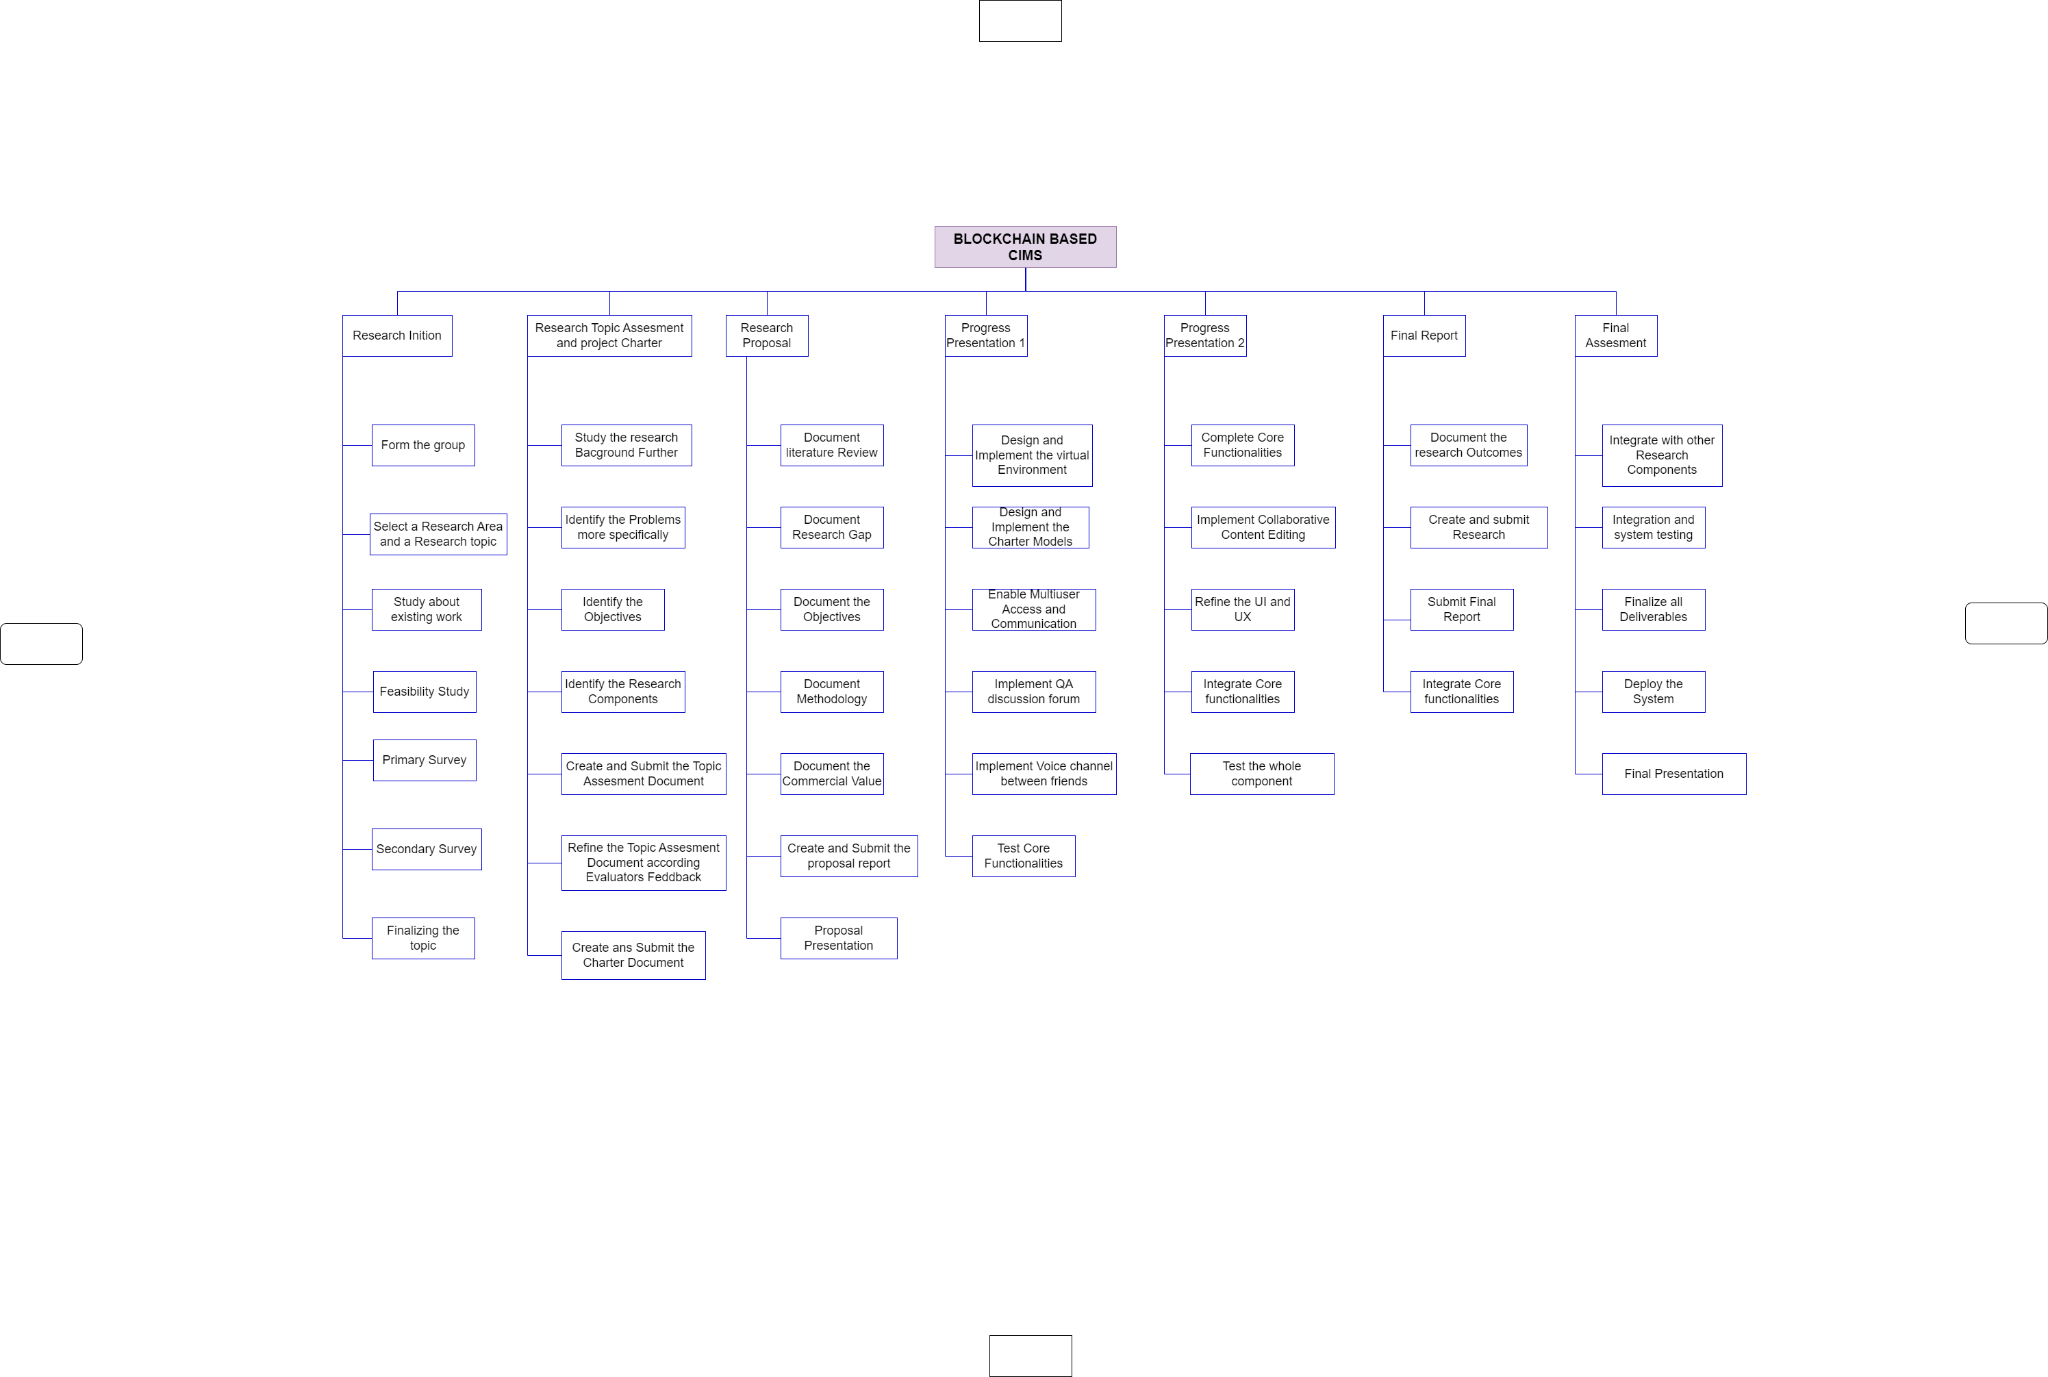 BLOCKCHAIN BASED
CIMS
Research Inition
Research Topic Assesment
and project Charter
Research
Proposal
Progress
Presentation 1
Progress
Presentation 2
Final Report
Final
Assesment
Form the group
Select a Research Area
and a Research topic
Study about
existing work
Feasibility Study
Primary Survey
Secondary Survey
Finalizing the
topic
Study the research
Bacground Further
Identify the Problems
more specifically
Identify the
Objectives
Identify the Research
Components
Create and Submit the Topic
Assesment Document
Refine the Topic Assesment
Document according
Evaluators Feddback
Create ans Submit the
Charter Document
Document
literature Review
Document
Research Gap
Document the
Objectives
Document
Methodology
Document the
Commercial Value
Create and Submit the
proposal report
Proposal
Presentation
Design and
Implement the virtual
Environment
Design and
Implement the
Charter Models
Enable Multiuser
Access and
Communication
Implement QA
discussion forum
Implement Voice channel
between friends
Test Core
Functionalities
Complete Core
Functionalities
Implement Collaborative
Content Editing
Refine the UI and
UX
Integrate Core
functionalities
Test the whole
component
Document the
research Outcomes
Create and submit
Research
Submit Final
Report
Integrate Core
functionalities
Integrate with other
Research
Components
Integration and
system testing
Finalize all
Deliverables
Deploy the
System
Final Presentation